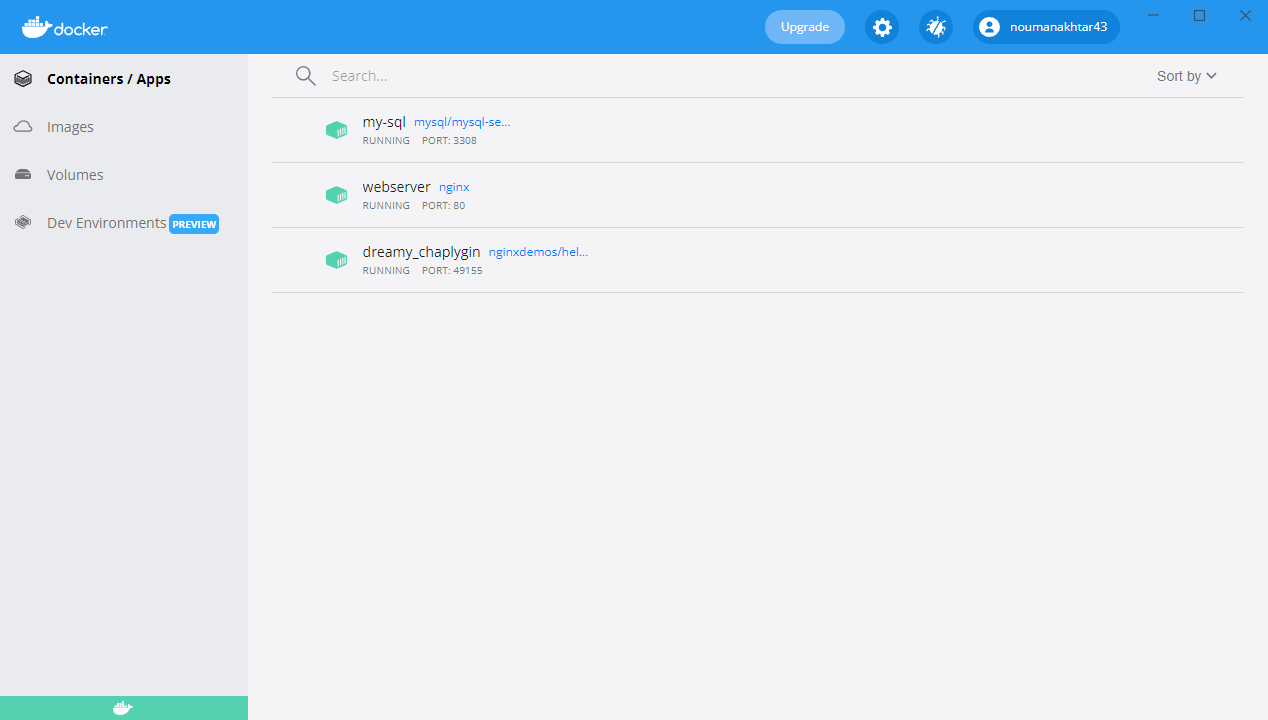 docker
Upgrade
noumanakhtar43
Containers / Apps
Images
Volumes
Dev Environments PREVIEW
Search...
Sort by
my-sql mysql/mysql-se...
RUNNING PORT: 3308
webserver nginx
RUNNING PORT: 80
dreamy_chaplygin nginxdemos/hel...
RUNNING PORT: 49155